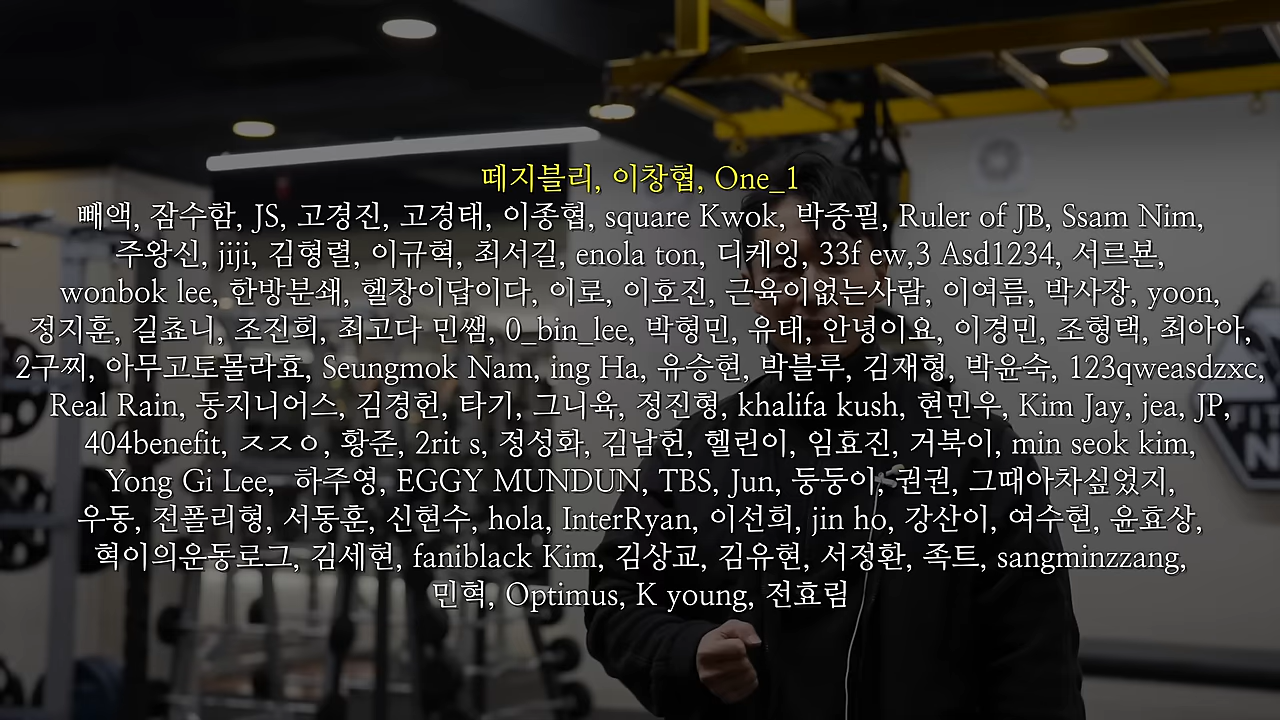 떼지블리, 이창협, One_1
빼액, 잠수함, JS, 고경진, 고경태, 이종협, square Kwok, 박중필, Ruler of JB, Ssam Nim,
주왕신, jiji, 김형렬, 이규혁, 최서길, enola ton, 디케잉, 33f ew,3 Asd1234, 서르뵨,
wonbok lee, 한방분쇄, 헬창이답이다, 이로, 이호진, 근육이없는사람, 이여름, 박사장, yoon,
정지훈, 길쵸니, 조진희, 최고다 민쌤, 0_bin_lee, 박형민, 유태, 안녕이요, 이경민, 조형택, 최아아,
2구찌, 아무고토몰라효, Seungmok Nam, ing Ha, 유승현, 박블루, 김재형, 박윤숙, 123qweasdzxc,
Real Rain, 동지니어스, 김경헌, 타기, 그니육, 정진형, khalifa kush, 현민우, Kim Jay, jea, JP,
404benefit, ㅈㅈㅇ, 황준, 2rit s, 정성화, 김남헌, 헬린이, 임효진, 거북이, min seok kim,
Yong Gi Lee, 하주영, EGGY MUNDUN, TBS, Jun, 둥둥이, 권권, 그때아차싶었지,
우동, 전폴리형, 서동훈, 신현수, hola, InterRyan, 이선희, jin ho, 강산이, 여수현, 윤효상,
혁이의운동로그, 김세현, faniblack Kim, 김상교, 김유현, 서정환, 족트, sangminzzang,
민혁, Optimus, K young, 전효림